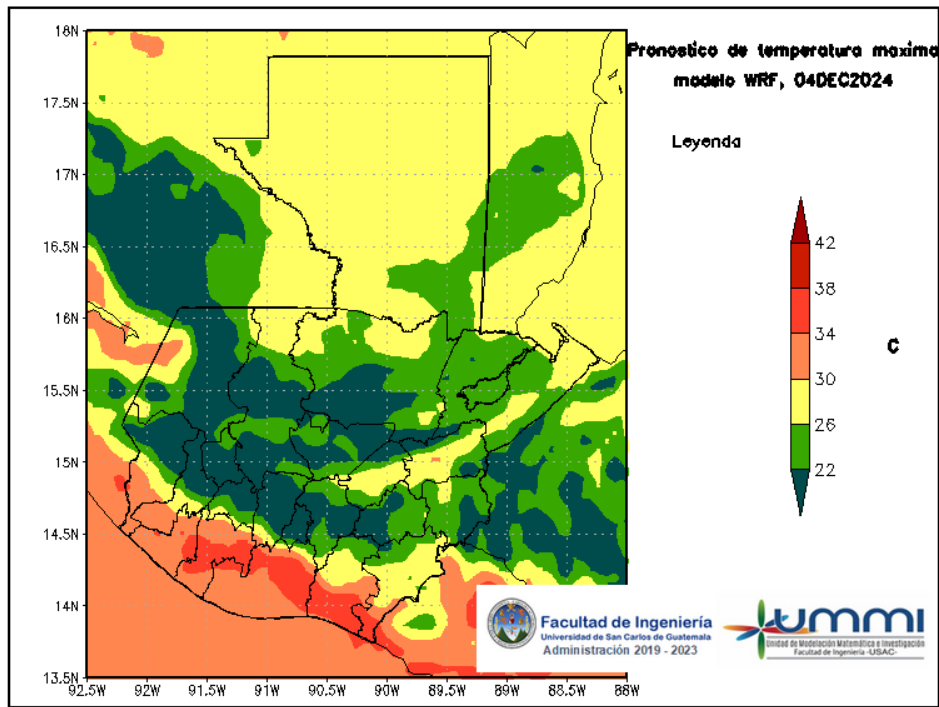 Pronostico de temperatura maxima
modelo WRF, 04DEC2024
Leyenda
42
38
34
30
26
22
C
18N
17.5N
17N
16.5N
16N
15.5N
15N
14.5N
14N
13.5N
92.5W
92W
91.5W
91W
90.5W
90W
89.5W
89W
88.5W
88W
Facultad de Ingeniería
Universidad de San Carlos de Guatemala
Administración 2019 - 2023
ummi
Unidad de Modelación Matemática e Investigación
Facultad de Ingeniería -USAC-